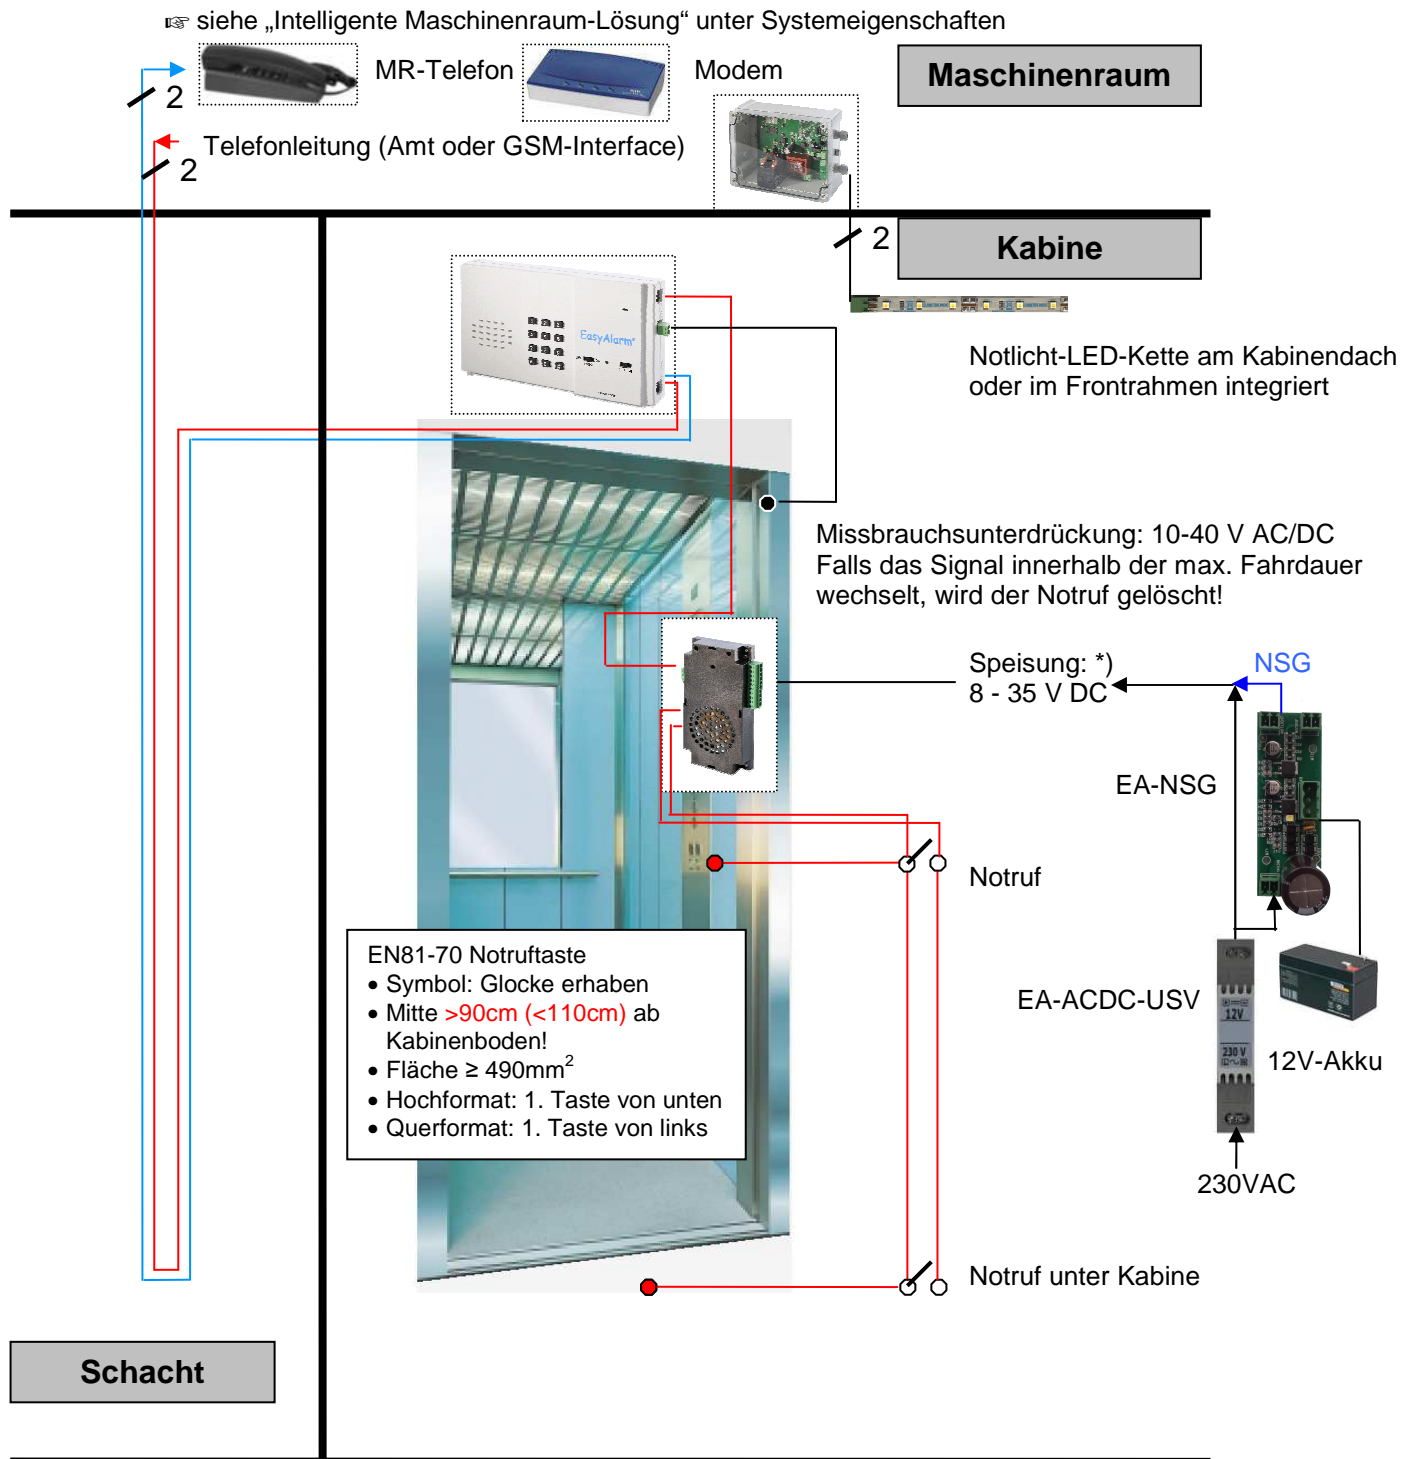 ☞ siehe „Intelligente Maschinenraum-Lösung“ unter Systemeigenschaften
MR-Telefon
Modem
Maschinenraum
2
Telefonleitung (Amt oder GSM-Interface)
2
2
Kabine
EasyAlarm
Notlicht-LED-Kette am Kabinendach
oder im Frontrahmen integriert
Missbrauchsunterdrückung: 10-40 V AC/DC
Falls das Signal innerhalb der max. Fahrdauer
wechselt, wird der Notruf gelöscht!
Speisung: *)
8 - 35 V DC
NSG
EA-NSG
Notruf
EN81-70 Notruftaste
• Symbol: Glocke erhaben
• Mitte >90cm (<110cm) ab
Kabinenboden!
• Fläche ≥ 490mm²
• Hochformat: 1. Taste von unten
• Querformat: 1. Taste von links
EA-ACDC-USV
12V
230 V
12V-Akku
230VAC
Notruf unter Kabine
Schacht